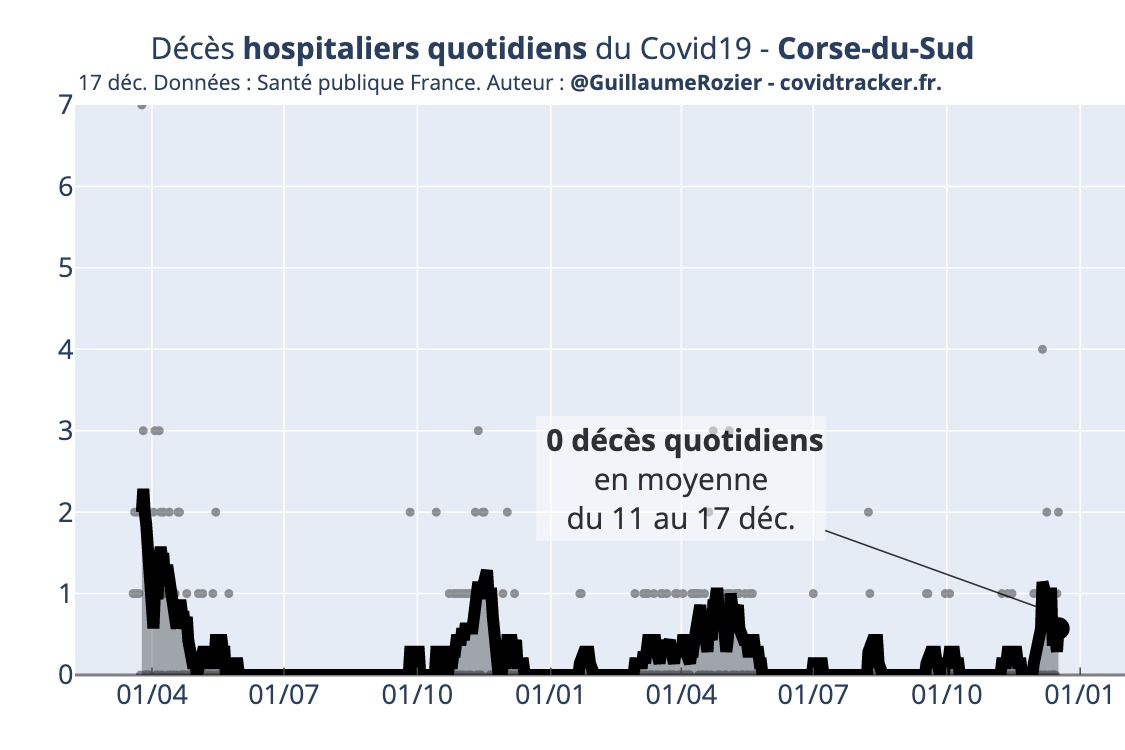 Décès hospitaliers quotidiens du Covid19 - Corse-du-Sud
17 déc. Données : Santé publique France. Auteur : @GuillaumeRozier - covidtracker.fr.
7
6
5
4
3
2
1
0
0 décès quotidiens
en moyenne
du 11 au 17 déc.
01/04 01/07 01/10 01/01 01/04 01/07 01/10 01/01